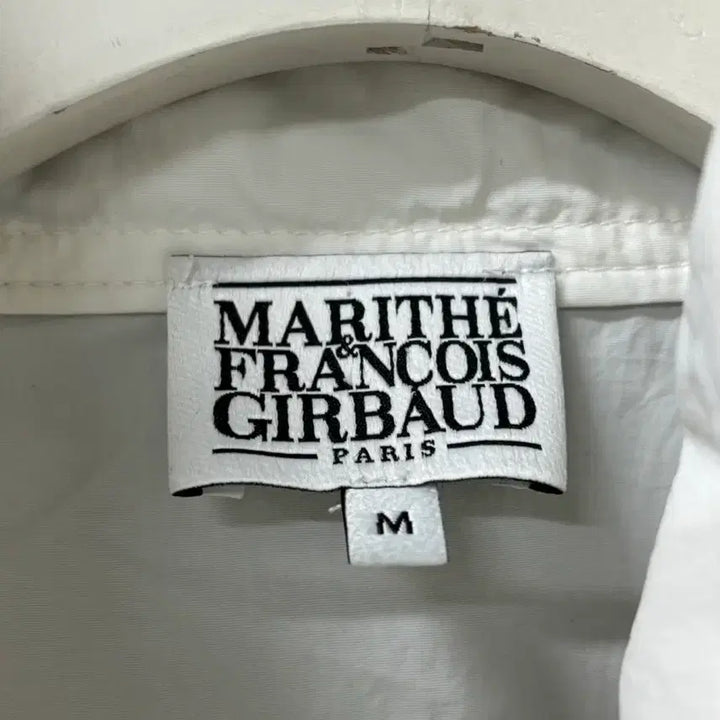 MARITHÉ
&
FRANÇOIS
GIRBAUD
PARIS
M